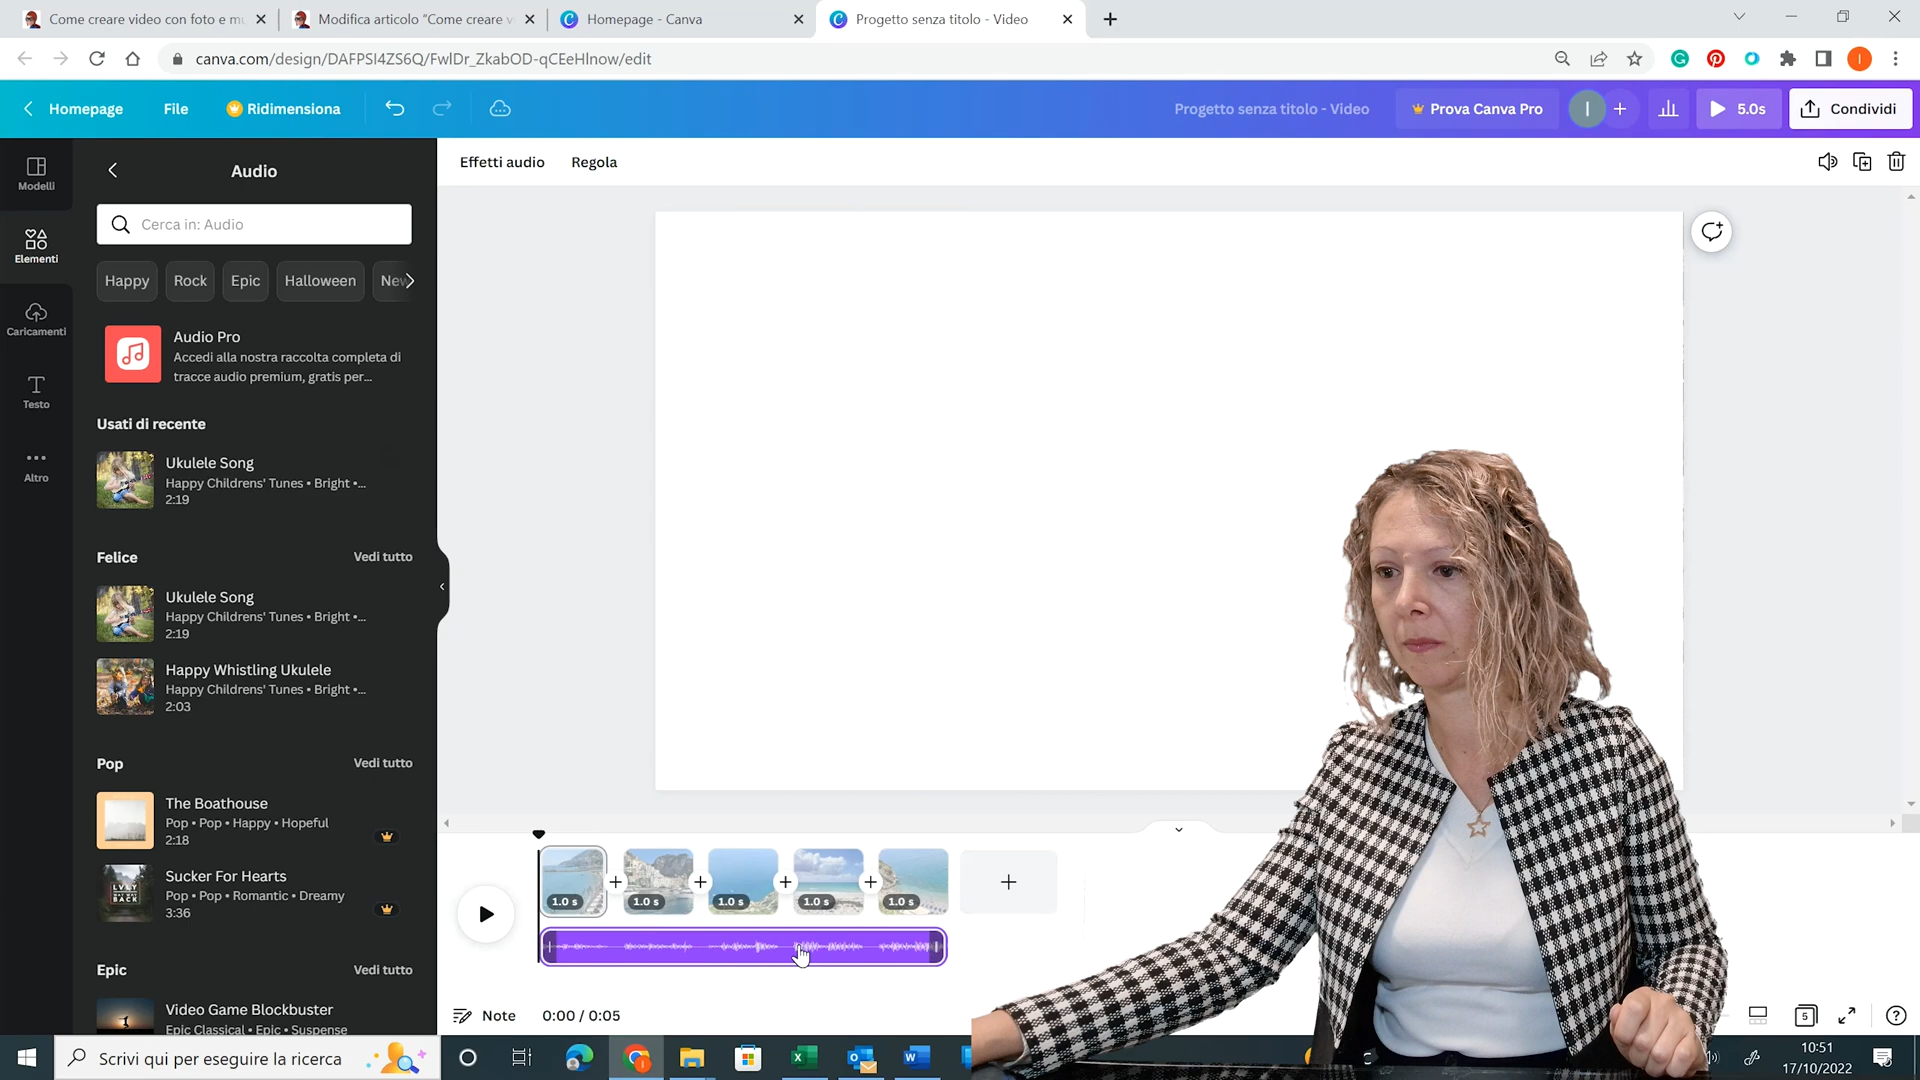 Come creare video con foto e mu
Modifica articolo "Come creare v
Homepage - Canva
Progetto senza titolo - Video
canva.com/design/DAFPSI4ZS6Q/FwlDr_ZkabOD-qCEeHlnow/edit
Homepage
File
Ridimensiona
Progetto senza titolo - Video
Prova Canva Pro
I
5.0s
Condividi
Modelli
Elementi
Caricamenti
Testo
Altro
Audio
Cerca in: Audio
Happy
Rock
Epic
Halloween
New
Audio Pro
Accedi alla nostra raccolta completa di
tracce audio premium, gratis per...
Usati di recente
Ukulele Song
Happy Childrens' Tunes • Bright •...
2:19
Felice
Vedi tutto
Ukulele Song
Happy Childrens' Tunes • Bright •...
2:19
Happy Whistling Ukulele
Happy Childrens' Tunes • Bright •...
2:03
Pop
Vedi tutto
The Boathouse
Pop • Pop • Happy • Hopeful
2:18
Sucker For Hearts
Pop • Pop • Romantic • Dreamy
3:36
Epic
Vedi tutto
Video Game Blockbuster
Epic Classical • Epic • Suspense
Effetti audio
Regola
1.0 s
1.0 s
1.0 s
1.0 s
1.0 s
Note
0:00 / 0:05
5
Scrivi qui per eseguire la ricerca
10:51
17/10/2022